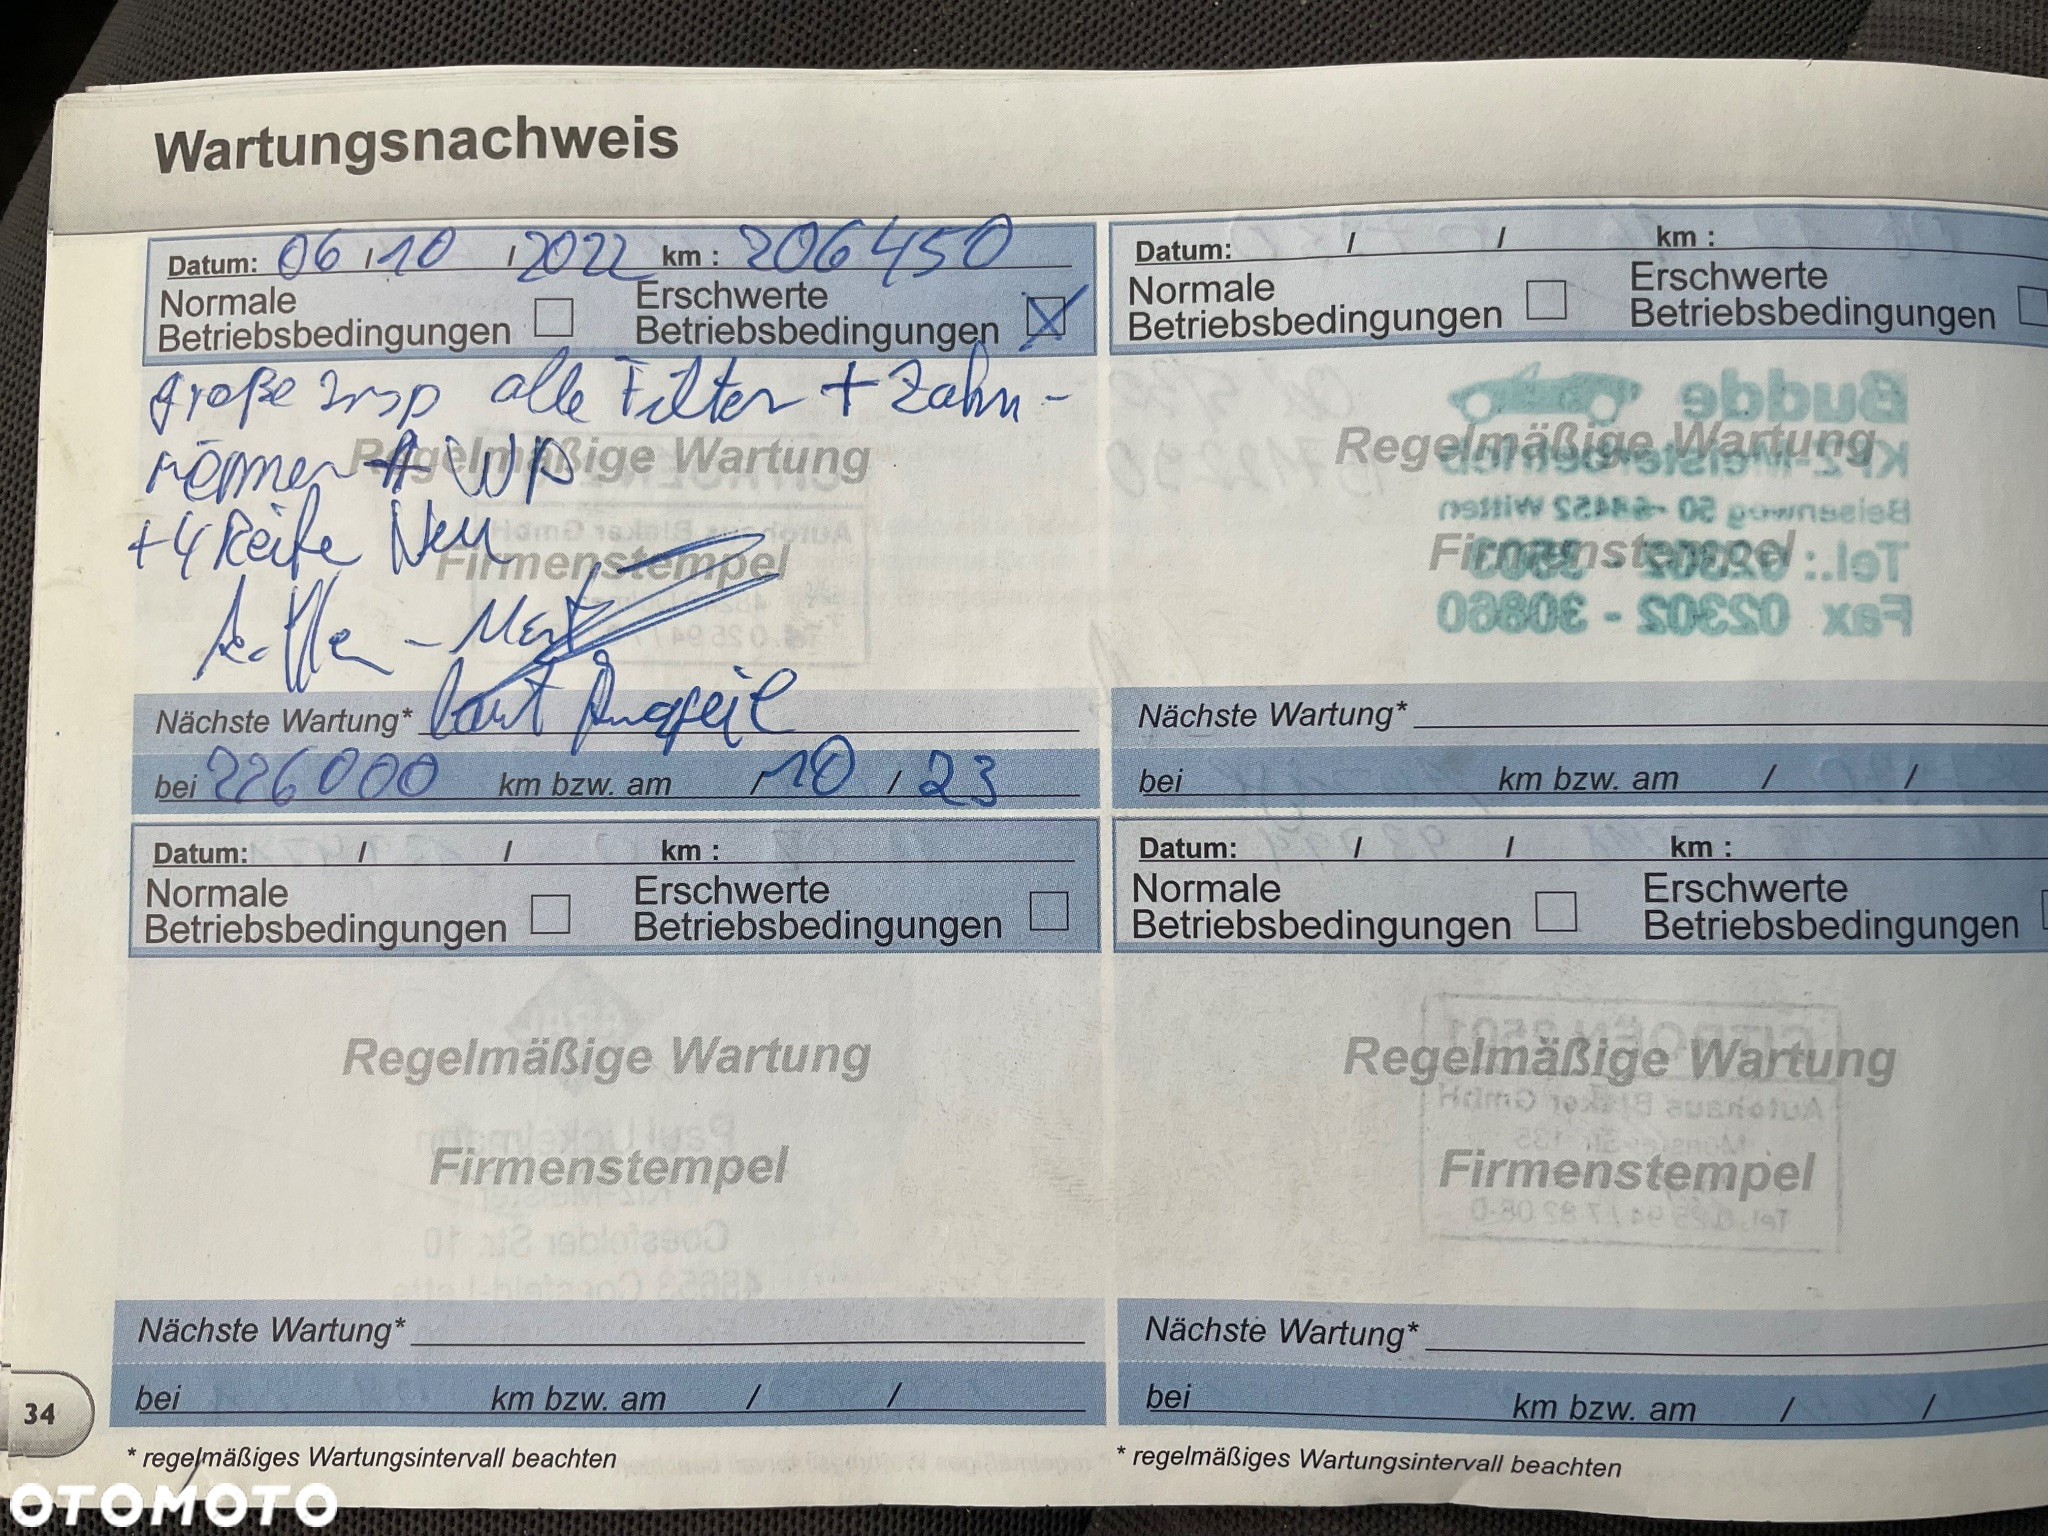 Wartungsnachweis
Datum: 06 / 10 / 2022 km : 206450
Normale Betriebsbedingungen
Erschwerte Betriebsbedingungen
große Insp alle Filter + Zahn-
riemen + WP
+ 4 Reife Neu
Regelmäßige Wartung
Firmenstempel
Nächste Wartung*
bei 226000 km bzw. am / 10 / 23
Datum: / / km :
Normale Betriebsbedingungen
Erschwerte Betriebsbedingungen
Budde
KFZ-Meisterbetrieb
Regelmäßige Wartung
Firmenstempel
Fax 02302 - 30860
Nächste Wartung*
bei km bzw. am / /
Datum: / / km :
Normale Betriebsbedingungen
Erschwerte Betriebsbedingungen
Regelmäßige Wartung
Firmenstempel
Nächste Wartung*
bei km bzw. am / /
* regelmäßiges Wartungsintervall beachten
Datum: / / km :
Normale Betriebsbedingungen
Erschwerte Betriebsbedingungen
Regelmäßige Wartung
Firmenstempel
Nächste Wartung*
bei km bzw. am / /
* regelmäßiges Wartungsintervall beachten
34
OTOMOTO